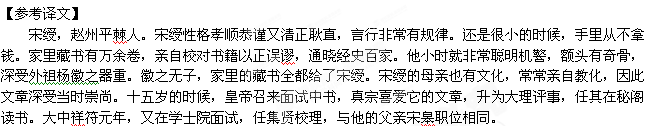 【参考译文】
宋绶，赵州平棘人。宋绶性格孝顺恭谨又清正耿直，言行非常有规律。还是很小的时候，手里从不拿
钱。家里藏书有万余卷，亲自校对书籍以正误谬，通晓经史百家。他小时就非常聪明机警，额头有奇骨，
深受外祖杨徽之器重。徽之无子，家里的藏书全都给了宋绶。宋绶的母亲也有文化，常常亲自教化，因此
文章深受当时崇尚。十五岁的时候，皇帝召来面试中书，真宗喜爱它的文章，升为大理评事，任其在秘阁
读书。大中祥符元年，又在学士院面试，任集贤校理，与他的父亲宋皋职位相同。